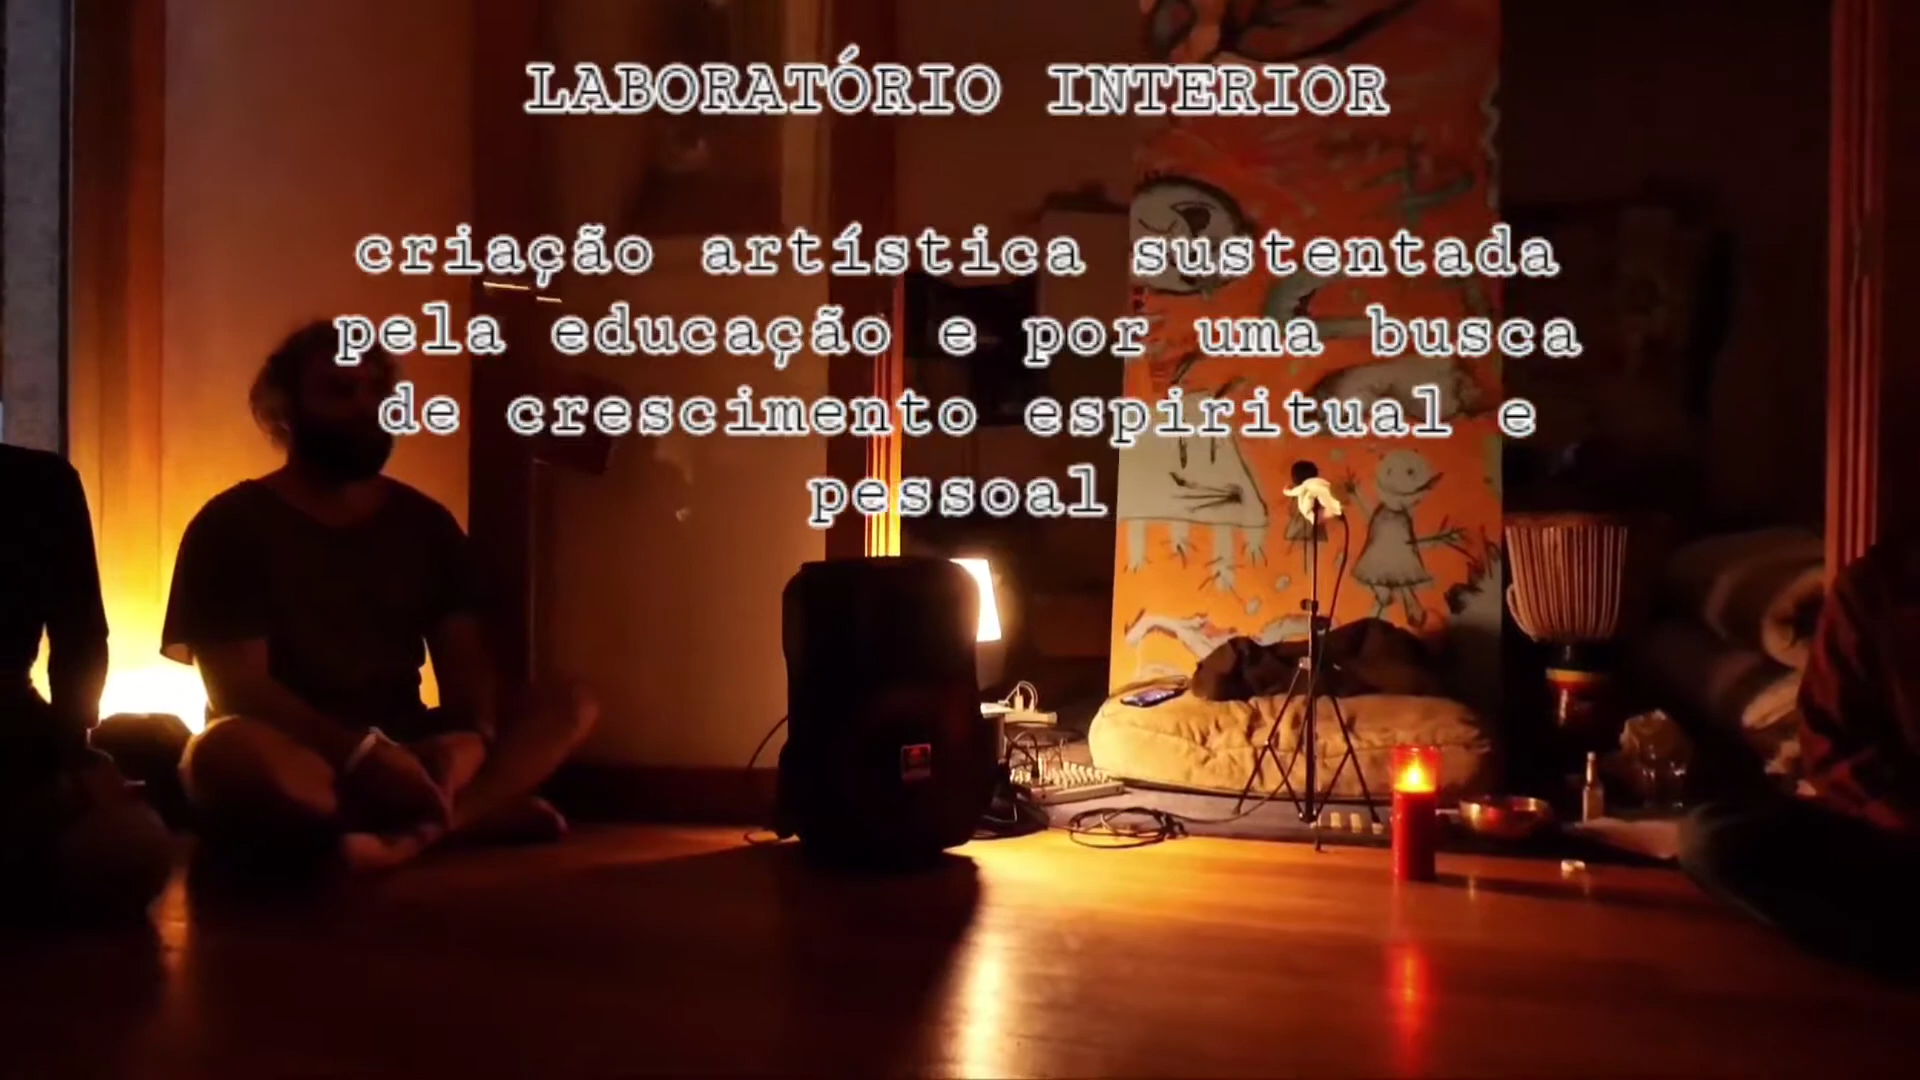 LABORATÓRIO INTERIOR
criação artística sustentada
pela educação e por uma busca
de crescimento espiritual e
pessoal